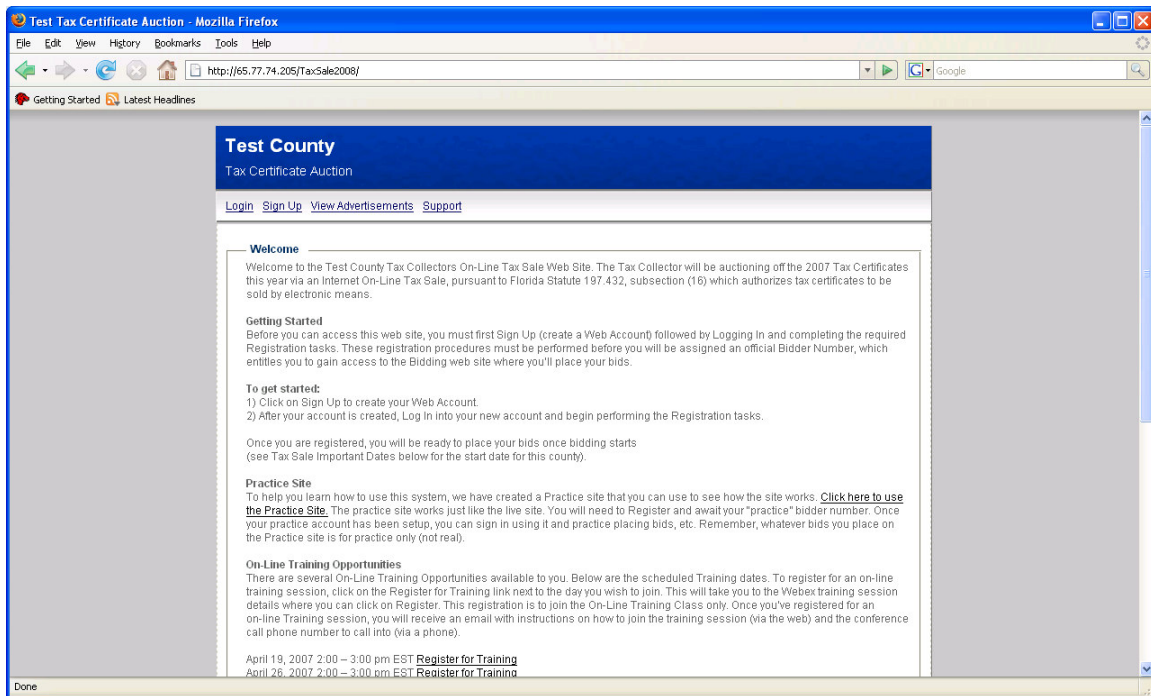 Test Tax Certificate Auction - Mozilla Firefox
File Edit View History Bookmarks Tools Help
http://65.77.74.205/TaxSale2008/
G Google
Getting Started Latest Headlines
Test County
Tax Certificate Auction
Login Sign Up View Advertisements Support
Welcome
Welcome to the Test County Tax Collectors On-Line Tax Sale Web Site. The Tax Collector will be auctioning off the 2007 Tax Certificates
this year via an Internet On-Line Tax Sale, pursuant to Florida Statute 197.432, subsection (16) which authorizes tax certificates to be
sold by electronic means.
Getting Started
Before you can access this web site, you must first Sign Up (create a Web Account) followed by Logging In and completing the required
Registration tasks. These registration procedures must be performed before you will be assigned an official Bidder Number, which
entitles you to gain access to the Bidding web site where you'll place your bids.
To get started:
1) Click on Sign Up to create your Web Account.
2) After your account is created, Log In into your new account and begin performing the Registration tasks.
Once you are registered, you will be ready to place your bids once bidding starts
(see Tax Sale Important Dates below for the start date for this county).
Practice Site
To help you learn how to use this system, we have created a Practice site that you can use to see how the site works. Click here to use
the Practice Site. The practice site works just like the live site. You will need to Register and await your "practice" bidder number. Once
your practice account has been setup, you can sign in using it and practice placing bids, etc. Remember, whatever bids you place on
the Practice site is for practice only (not real).
On-Line Training Opportunities
There are several On-Line Training Opportunities available to you. Below are the scheduled Training dates. To register for an on-line
training session, click on the Register for Training link next to the day you wish to join. This will take you to the Webex training session
details where you can click on Register. This registration is to join the On-Line Training Class only. Once you've registered for an
on-line Training session, you will receive an email with instructions on how to join the training session (via the web) and the conference
call phone number to call into (via a phone).
April 19, 2007 2:00 – 3:00 pm EST Register for Training
April 26, 2007 2:00 – 3:00 pm EST Register for Training
Done